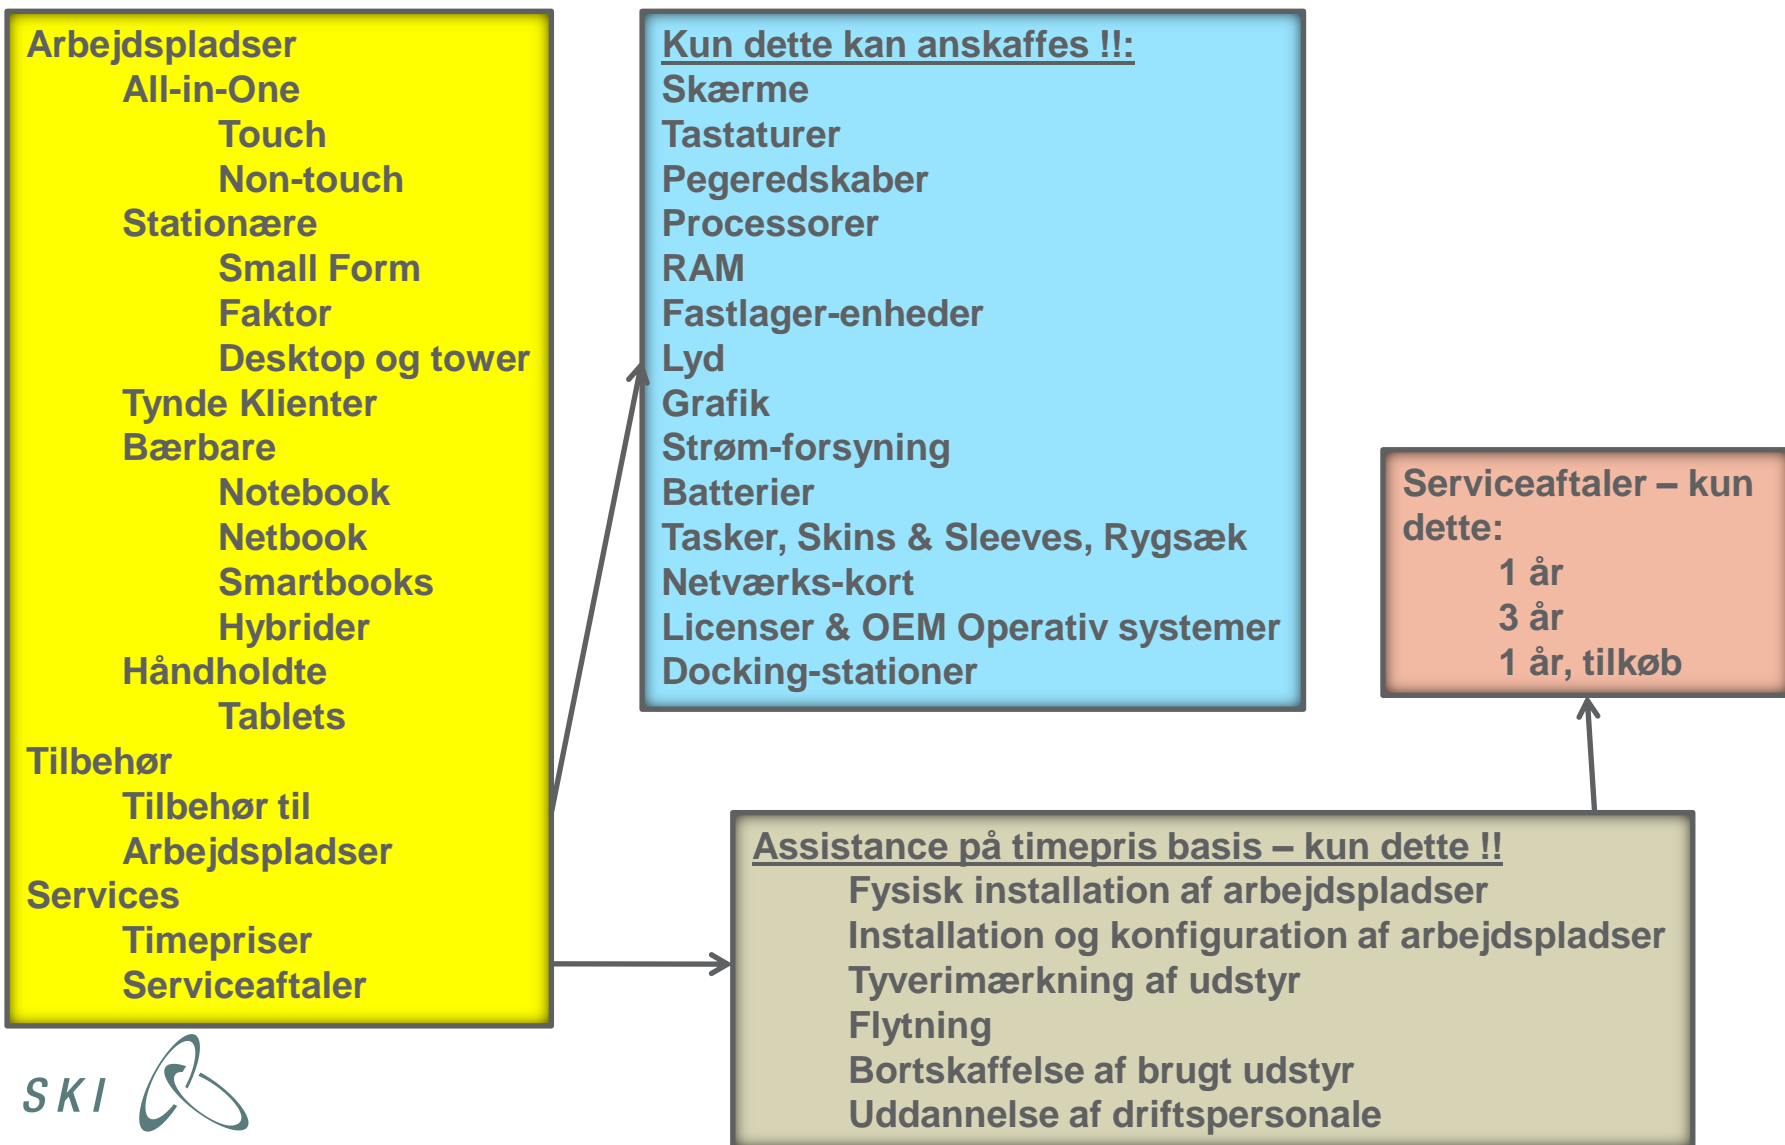 Arbejdspladser
All-in-One
Touch
Non-touch
Stationære
Small Form
Faktor
Desktop og tower
Tynde Klienter
Bærbare
Notebook
Netbook
Smartbooks
Hybrider
Håndholdte
Tablets
Tilbehør
Tilbehør til
Arbejdspladser
Services
Timepriser
Serviceaftaler
Kun dette kan anskaffes !!:
Skærme
Tastaturer
Pegeredskaber
Processorer
RAM
Fastlager-enheder
Lyd
Grafik
Strøm-forsyning
Batterier
Tasker, Skins & Sleeves, Rygsæk
Netværks-kort
Licenser & OEM Operativ systemer
Docking-stationer
Serviceaftaler – kun
dette:
1 år
3 år
1 år, tilkøb
Assistance på timepris basis – kun dette !!
Fysisk installation af arbejdspladser
Installation og konfiguration af arbejdspladser
Tyverimærkning af udstyr
Flytning
Bortskaffelse af brugt udstyr
Uddannelse af driftspersonale
SKI